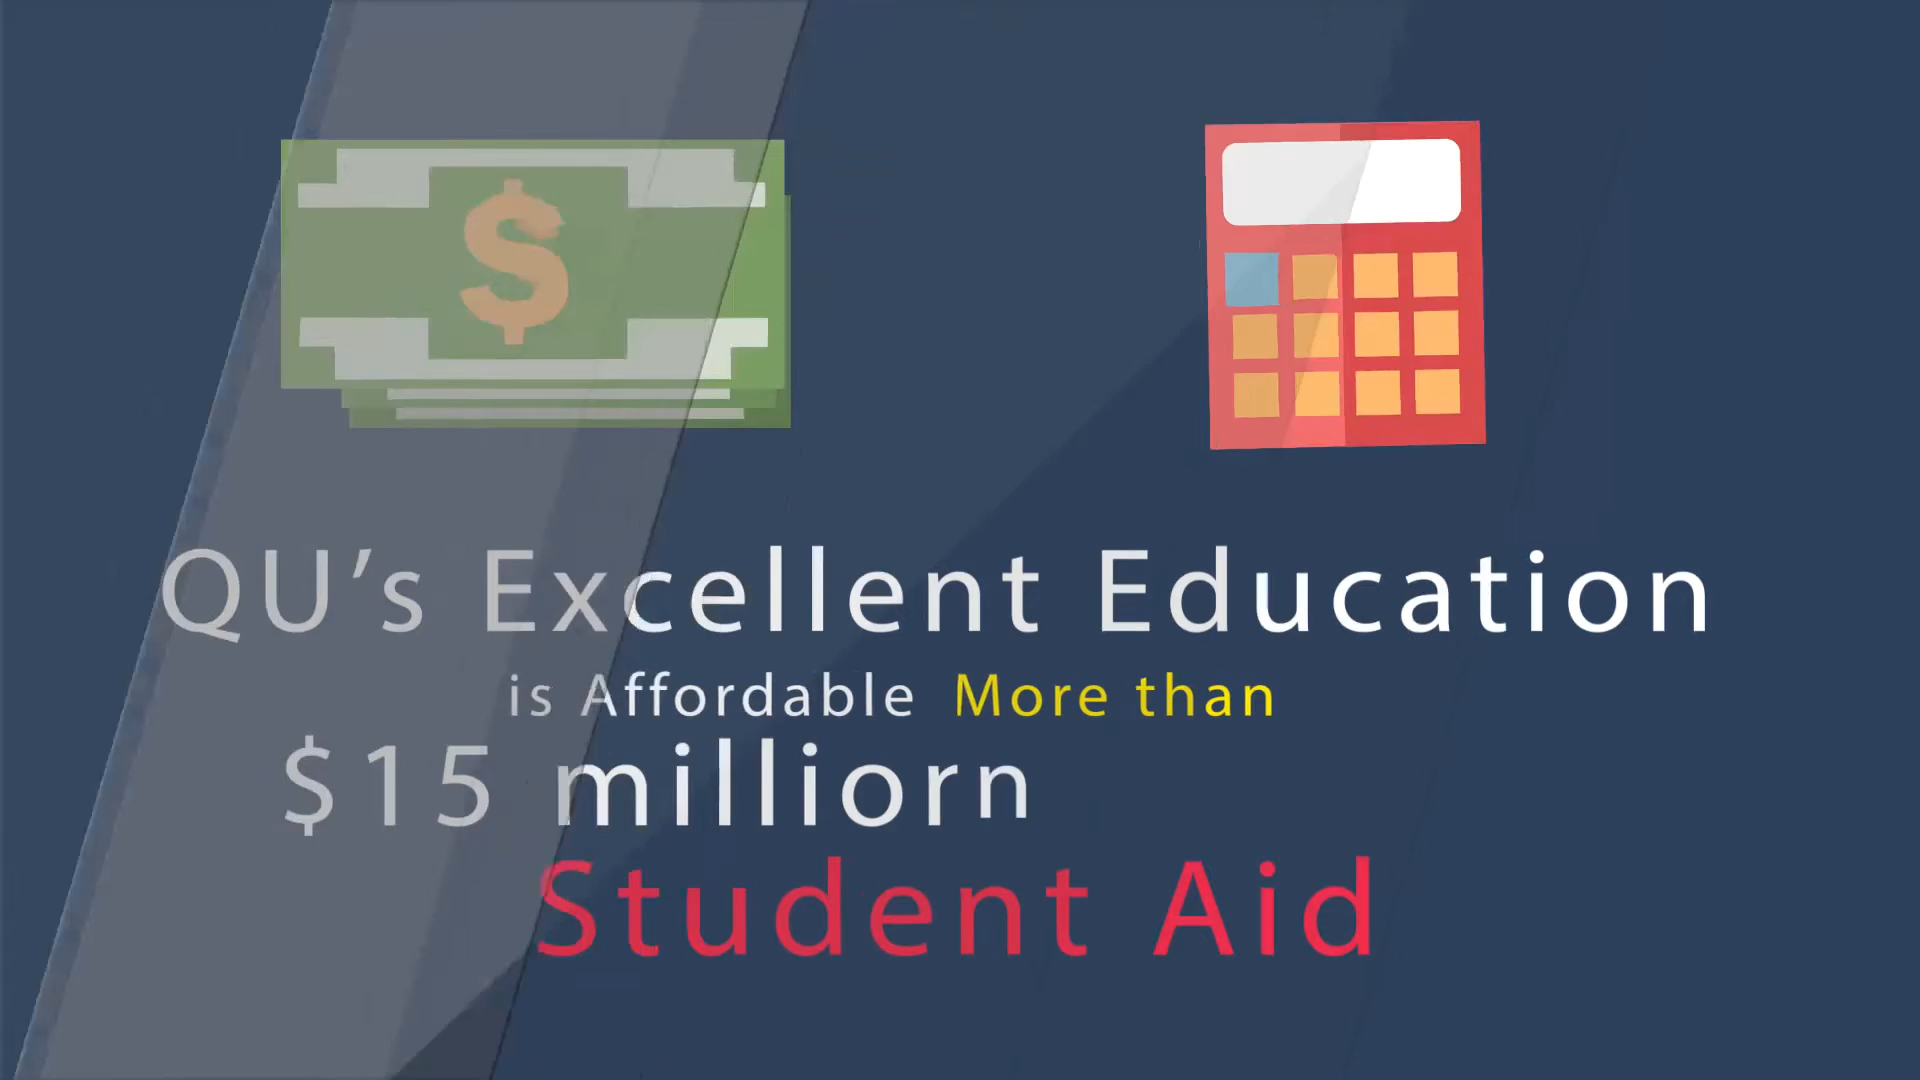 $
QU’s Excellent Education
is Affordable More than
$15 milliorn
Student Aid